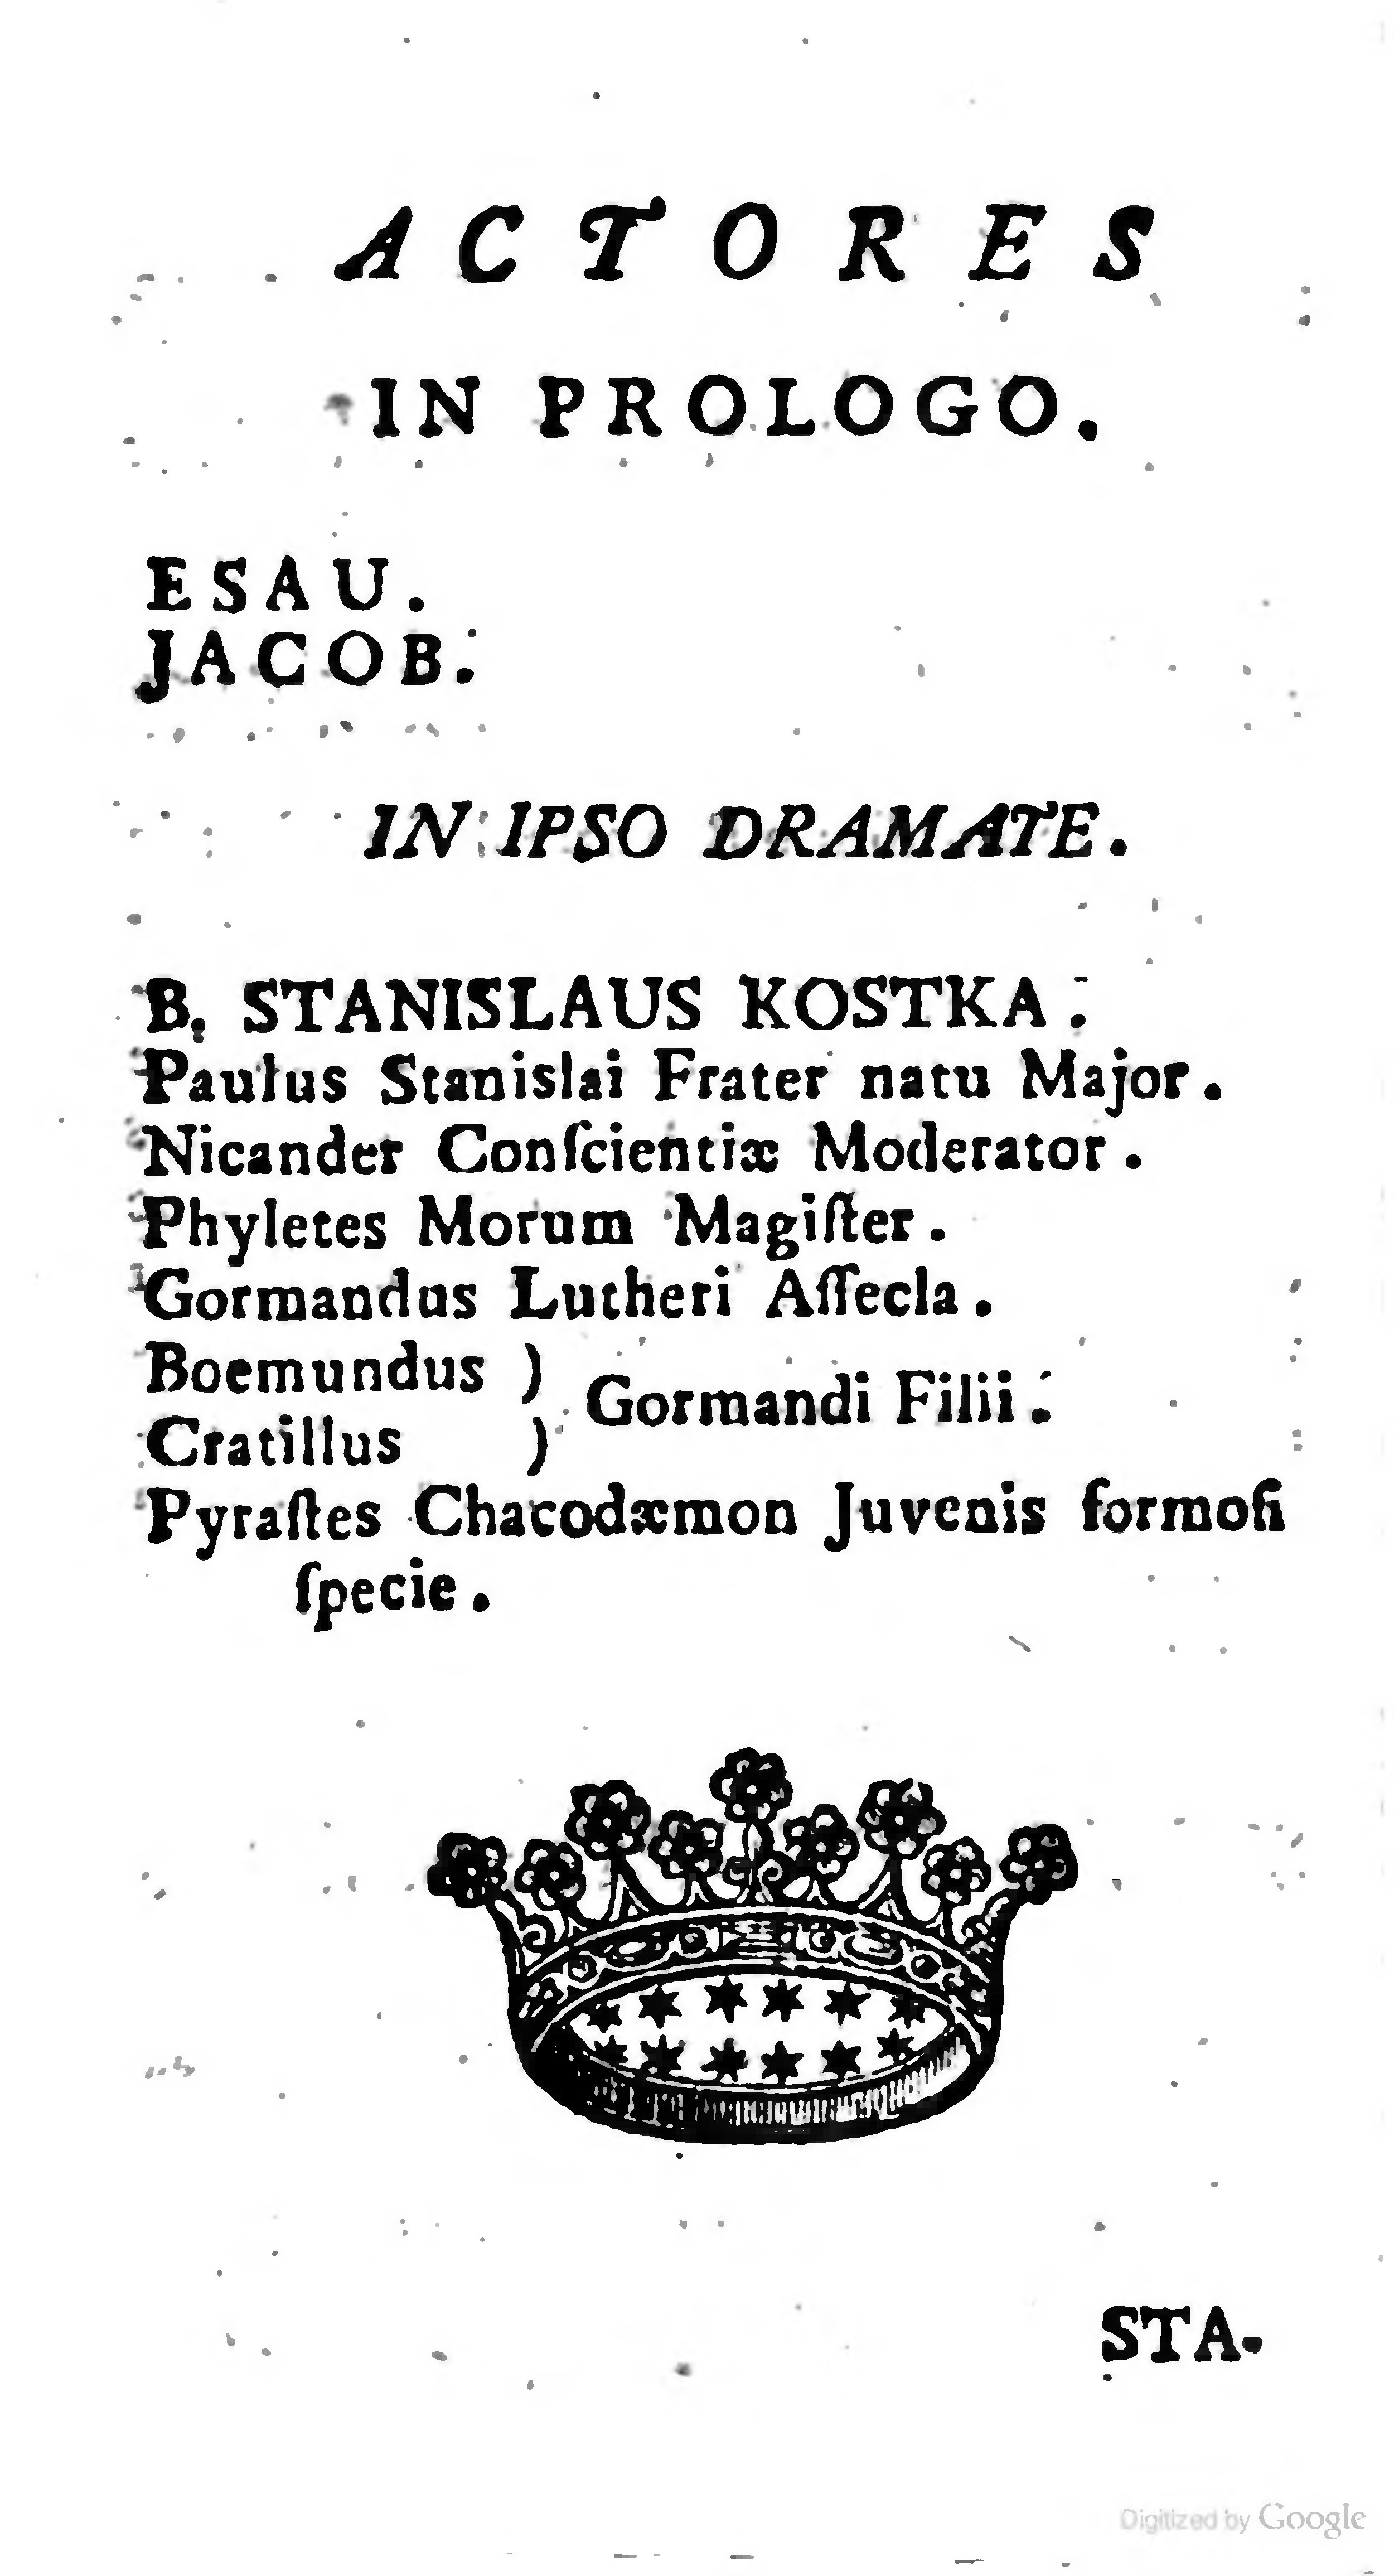 ACTORES
IN PROLOGO.
ESAU.
JACOB.
IN IPSO DRAMATE.
B. STANISLAUS KOSTKA.
Paulus Stanislai Frater natu Major.
Nicander Conſcientiæ Moderator.
Phyletes Morum Magiſter.
Gormandus Lutheri Aſſecla.
Boemundus )
Gormandi Filii.
Cratillus )
Pyraſtes Chacodæmon Juvenis formoſi
ſpecie.
STA-
Digitized by Google